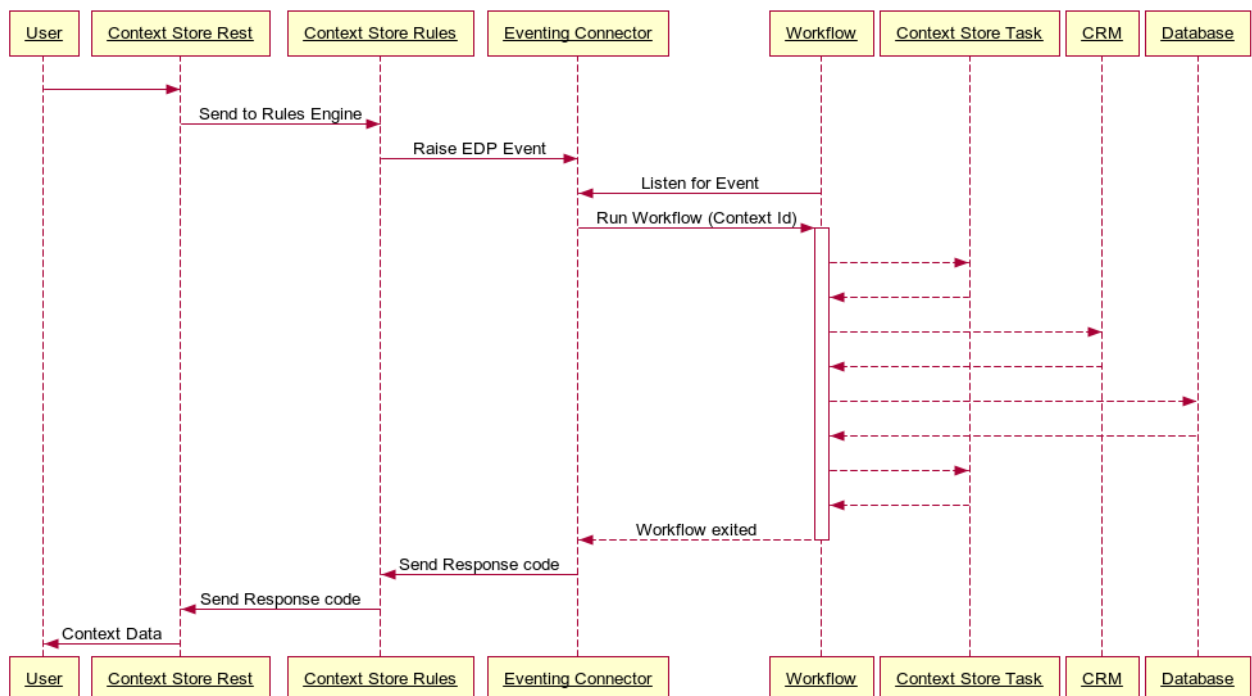 User
Context Store Rest
Context Store Rules
Eventing Connector
Workflow
Context Store Task
CRM
Database
Send to Rules Engine
Raise EDP Event
Listen for Event
Run Workflow (Context Id)
Workflow exited
Send Response code
Send Response code
Context Data
User
Context Store Rest
Context Store Rules
Eventing Connector
Workflow
Context Store Task
CRM
Database